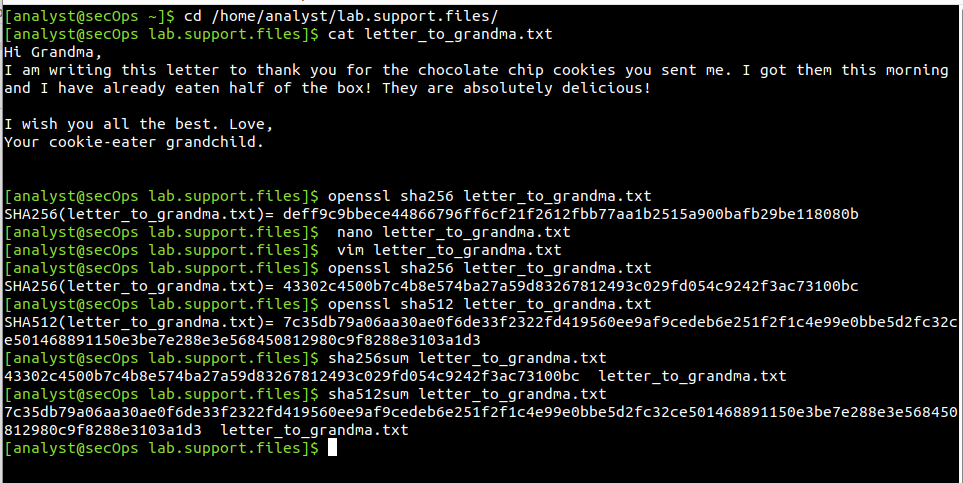 [analyst@secOps ~]$ cd /home/analyst/lab.support.files/
[analyst@secOps lab.support.files]$ cat letter_to_grandma.txt
Hi Grandma,
I am writing this letter to thank you for the chocolate chip cookies you sent me. I got them this morning
and I have already eaten half of the box! They are absolutely delicious!
I wish you all the best. Love,
Your cookie-eater grandchild.
[analyst@secOps lab.support.files]$ openssl sha256 letter_to_grandma.txt
SHA256(letter_to_grandma.txt)= deff9c9bbece44866796ff6cf21f2612fbb77aa1b2515a900bafb29be118080b
[analyst@secOps lab.support.files]$  nano letter_to_grandma.txt
[analyst@secOps lab.support.files]$  vim letter_to_grandma.txt
[analyst@secOps lab.support.files]$ openssl sha256 letter_to_grandma.txt
SHA256(letter_to_grandma.txt)= 43302c4500b7c4b8e574ba27a59d83267812493c029fd054c9242f3ac73100bc
[analyst@secOps lab.support.files]$ openssl sha512 letter_to_grandma.txt
SHA512(letter_to_grandma.txt)= 7c35db79a06aa30ae0f6de33f2322fd419560ee9af9cedeb6e251f2f1c4e99e0bbe5d2fc32c
e501468891150e3be7e288e3e568450812980c9f8288e3103a1d3
[analyst@secOps lab.support.files]$ sha256sum letter_to_grandma.txt
43302c4500b7c4b8e574ba27a59d83267812493c029fd054c9242f3ac73100bc  letter_to_grandma.txt
[analyst@secOps lab.support.files]$ sha512sum letter_to_grandma.txt
7c35db79a06aa30ae0f6de33f2322fd419560ee9af9cedeb6e251f2f1c4e99e0bbe5d2fc32ce501468891150e3be7e288e3e568450
812980c9f8288e3103a1d3  letter_to_grandma.txt
[analyst@secOps lab.support.files]$